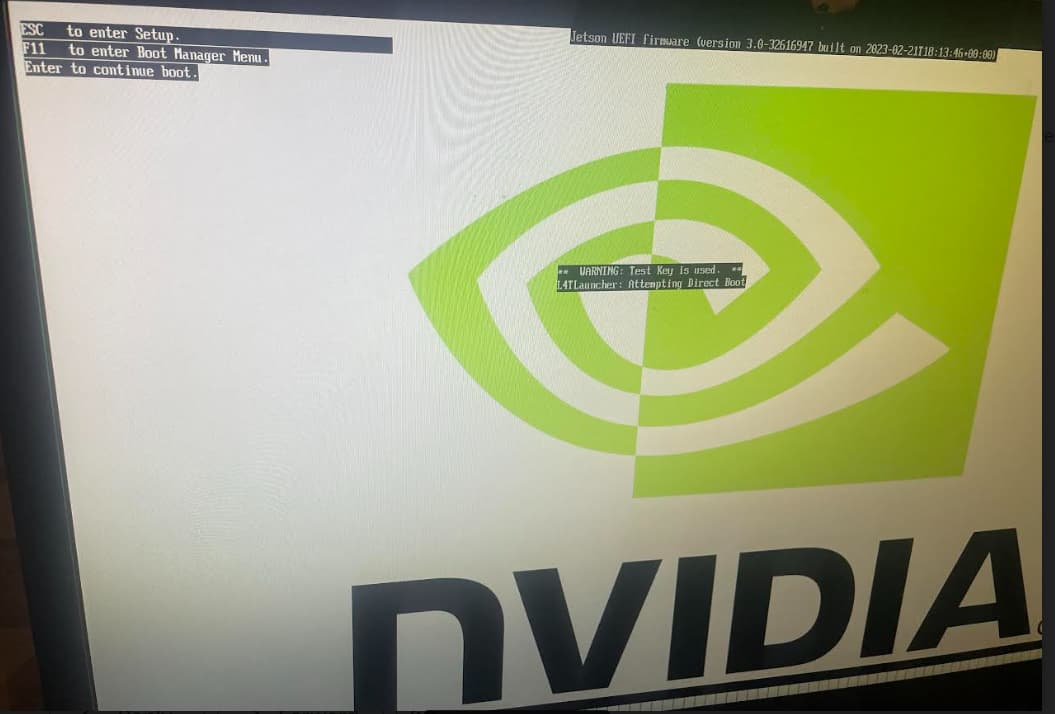 ESC to enter Setup.
F11 to enter Boot Manager Menu.
Enter to continue boot.
Jetson UEFI firmware (version 3.0-32616947 built on 2023-02-21T18:13:46+00:00)
** WARNING: Test Key is used. **
L4TLauncher: Attempting Direct Boot
NVIDIA